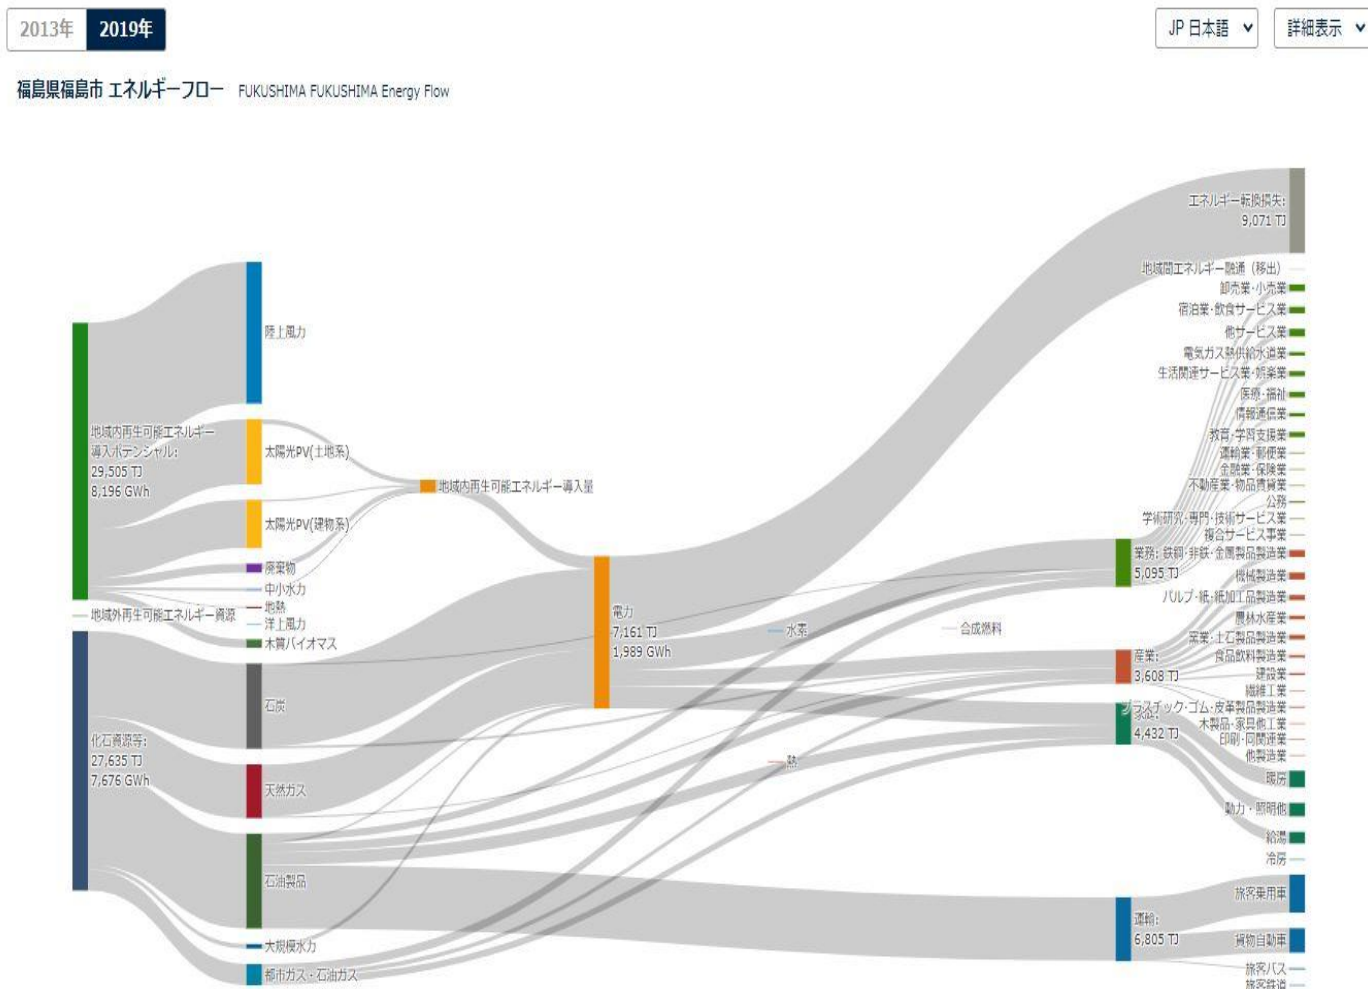 2013年 2019年
JP 日本語 詳細表示
福島県福島市 エネルギーフロー FUKUSHIMA FUKUSHIMA Energy Flow
地域内再生可能エネルギー
導入ポテンシャル:
29,505 TJ
8,196 GWh
地域外再生可能エネルギー資源
化石資源等:
27,635 TJ
7,676 GWh
陸上風力
太陽光PV(土地系)
太陽光PV(建物系)
廃棄物
中小水力
地熱
洋上風力
木質バイオマス
石炭
天然ガス
石油製品
大規模水力
都市ガス・石油ガス
地域内再生可能エネルギー導入量
電力
7,161 TJ
1,989 GWh
水素
熱
合成燃料
業務:
5,095 TJ
産業:
3,608 TJ
4,432 TJ
運輸:
6,805 TJ
エネルギー転換損失:
9,071 TJ
地域間エネルギー融通（移出）
卸売業・小売業
宿泊業・飲食サービス業
他サービス業
電気ガス熱供給水道業
生活関連サービス業・娯楽業
医療・福祉
情報通信業
教育・学習支援業
運輸業・郵便業
金融業・保険業
不動産業・物品賃貸業
公務
学術研究・専門・技術サービス業
複合サービス事業
鉄鋼・非鉄・金属製品製造業
機械製造業
パルプ・紙・紙加工品製造業
農林水産業
窯業・土石製品製造業
食品飲料製造業
建設業
繊維工業
プラスチック・ゴム・皮革製品製造業
木製品・家具他工業
印刷・同関連業
他製造業
暖房
動力・照明他
給湯
冷房
旅客乗用車
貨物自動車
旅客バス
旅客鉄道